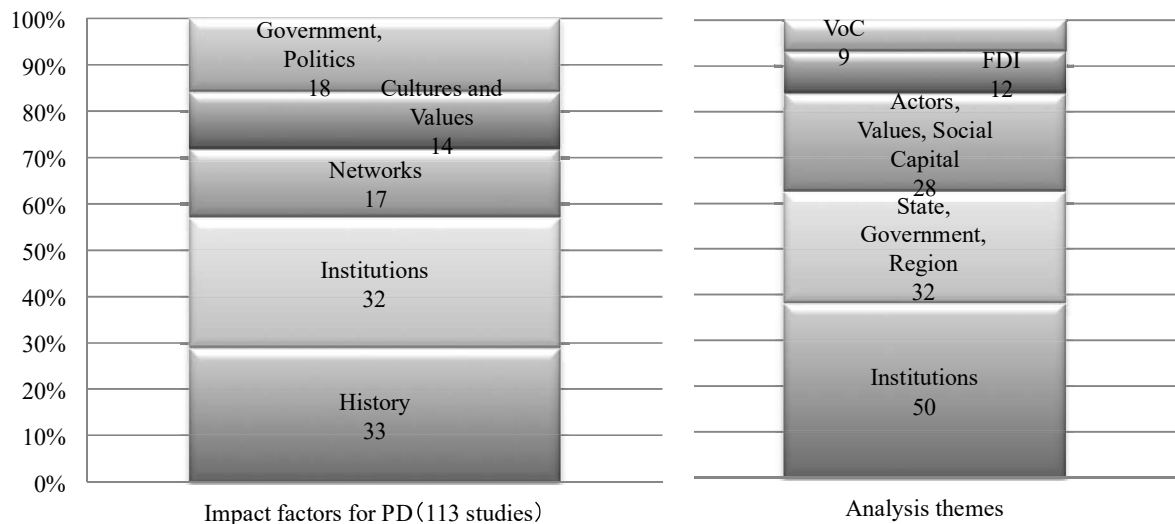 100%
90%
80%
70%
60%
50%
40%
30%
20%
10%
0%
Government,
Politics
18
Cultures and
Values
14
Networks
17
Institutions
32
History
33
Impact factors for PD(113 studies)
VoC
9
FDI
12
Actors,
Values, Social
Capital
28
State,
Government,
Region
32
Institutions
50
Analysis themes